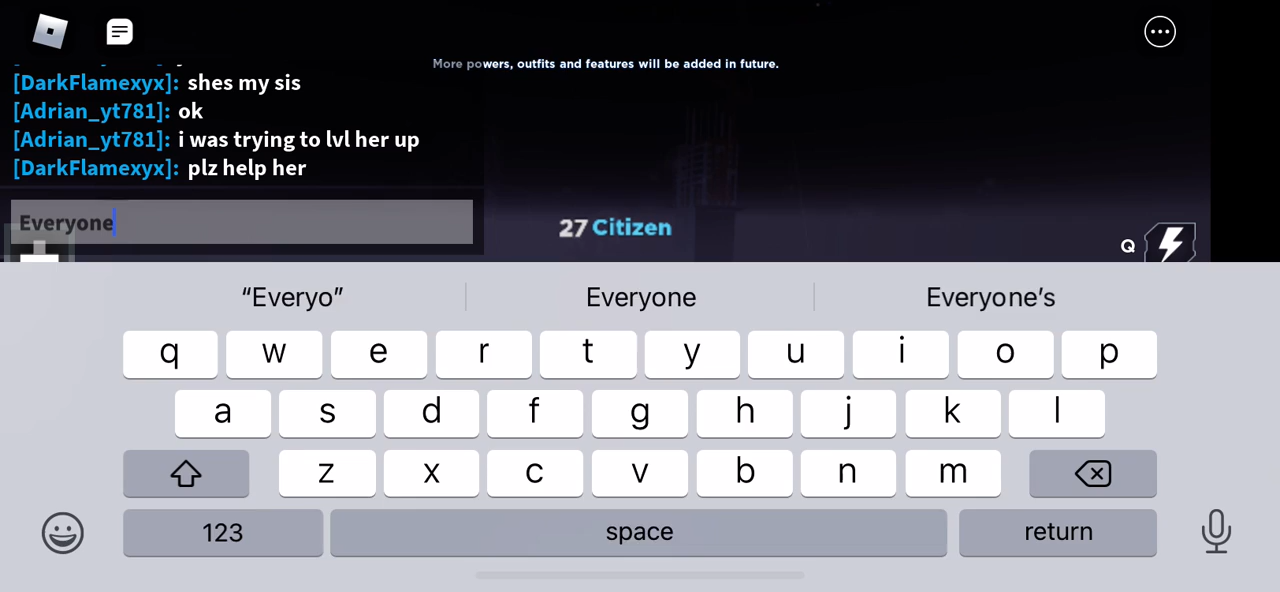 More powers, outfits and features will be added in future.
[DarkFlamexyx]: shes my sis
[Adrian_yt781]: ok
[Adrian_yt781]: i was trying to lvl her up
[DarkFlamexyx]: plz help her
Everyone
27 Citizen
Q
“Everyo” Everyone Everyone’s
q w e r t y u i o p
a s d f g h j k l
z x c v b n m
123 space return